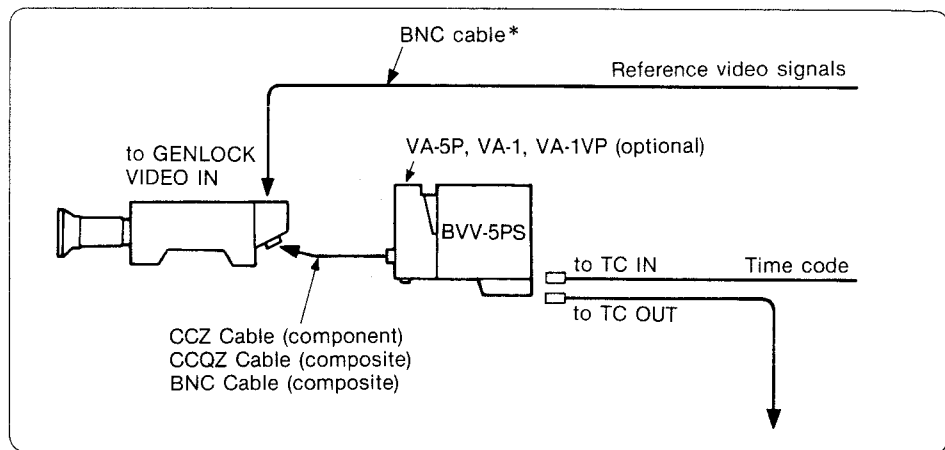 BNC cable*
Reference video signals
to GENLOCK
VIDEO IN
VA-5P, VA-1, VA-1VP (optional)
BVV-5PS
to TC IN
Time code
to TC OUT
CCZ Cable (component)
CCQZ Cable (composite)
BNC Cable (composite)